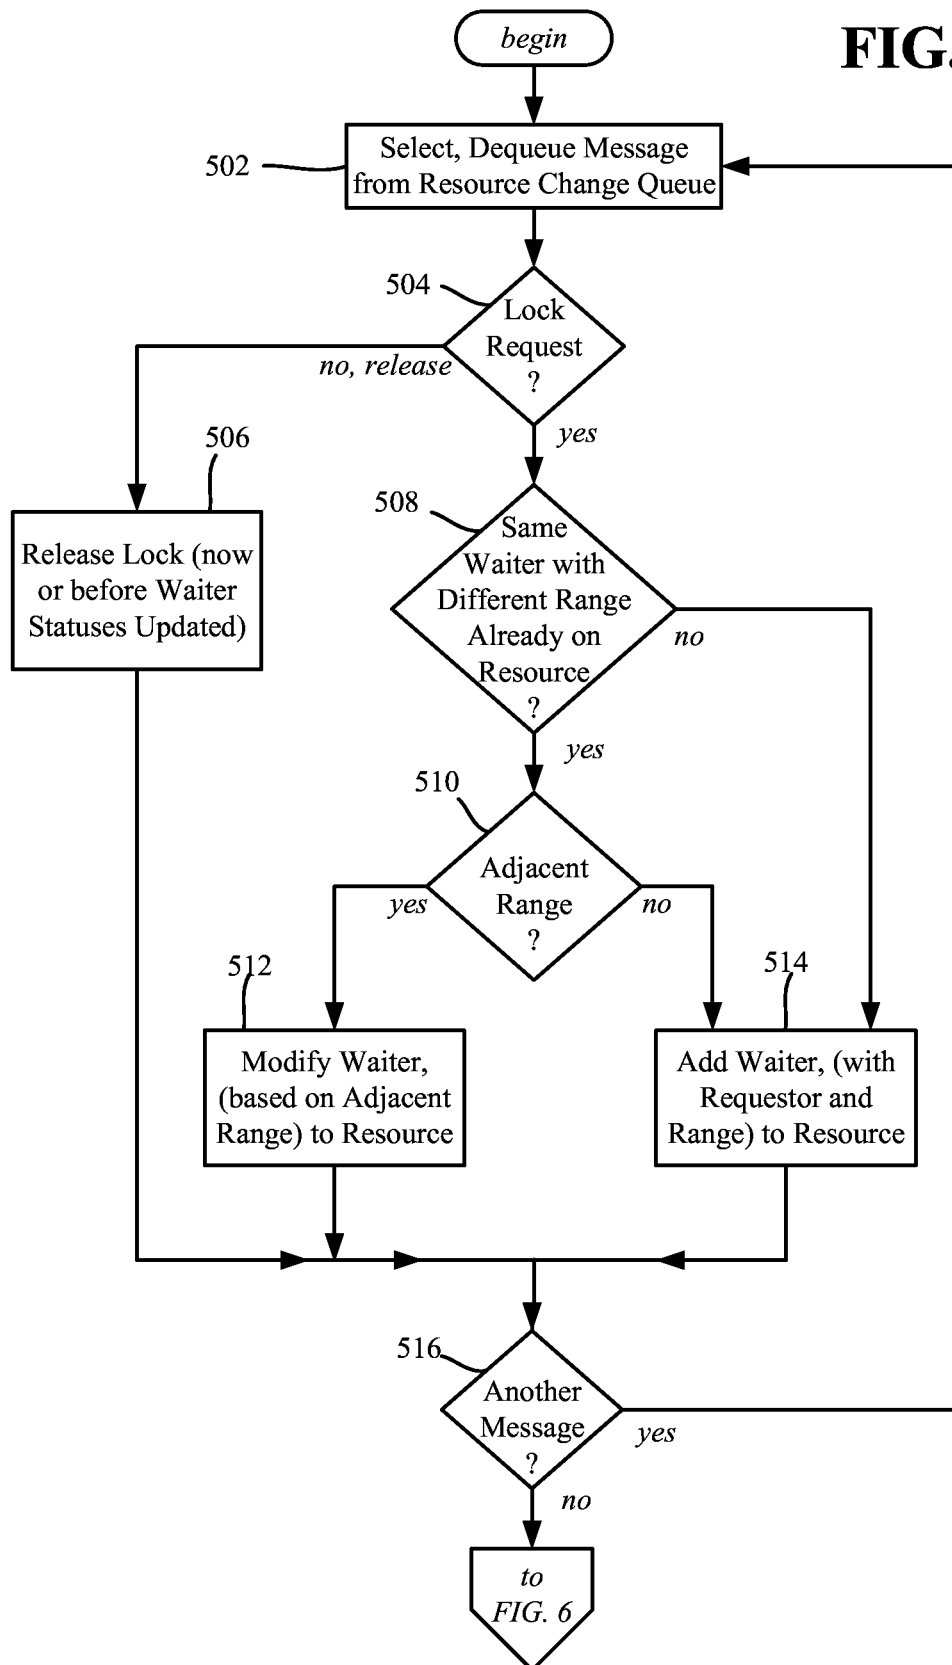 begin
FIG.
502
Select, Dequeue Message
from Resource Change Queue
504
Lock
Request
?
no, release
yes
506
Release Lock (now
or before Waiter
Statuses Updated)
508
Same
Waiter with
Different Range
Already on
Resource
?
no
yes
510
Adjacent
Range
?
yes
no
512
Modify Waiter,
(based on Adjacent
Range) to Resource
514
Add Waiter, (with
Requestor and
Range) to Resource
516
Another
Message
?
yes
no
to
FIG. 6